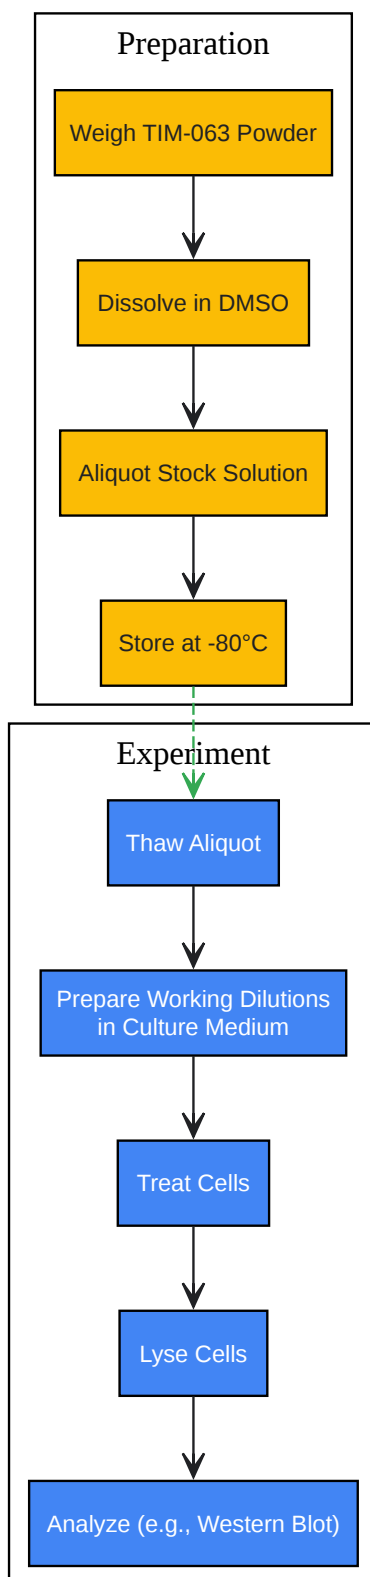 Preparation
Weigh TIM-063 Powder
Dissolve in DMSO
Aliquot Stock Solution
Store at -80°C
Experiment
Thaw Aliquot
Prepare Working Dilutions
in Culture Medium
Treat Cells
Lyse Cells
Analyze (e.g., Western Blot)